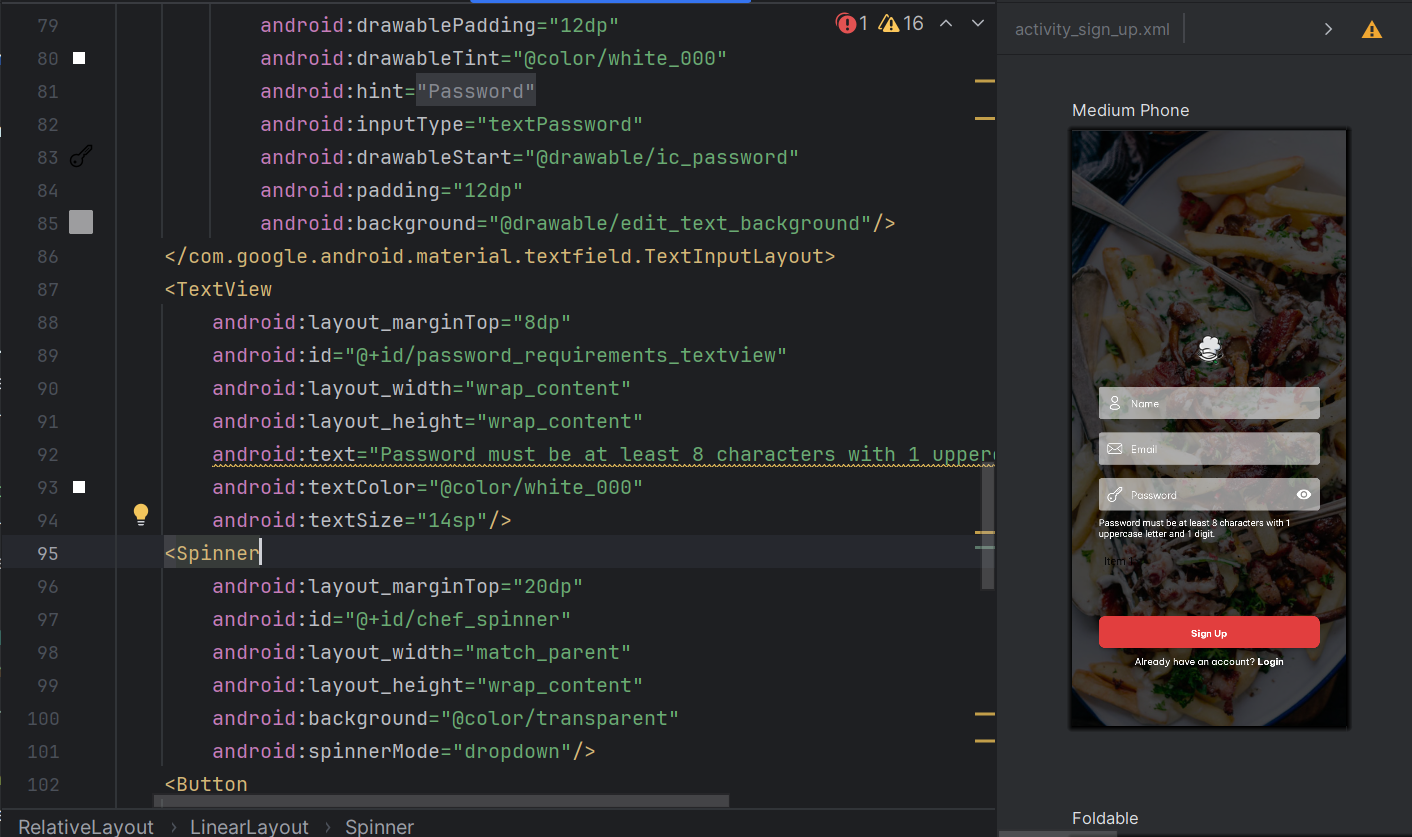 79 android:drawablePadding="12dp"
1 16
80 android:drawableTint="@color/white_000"
81 android:hint="Password"
82 android:inputType="textPassword"
83 android:drawableStart="@drawable/ic_password"
84 android:padding="12dp"
85 android:background="@drawable/edit_text_background"/>
86 </com.google.android.material.textfield.TextInputLayout>
87 <TextView
88 android:layout_marginTop="8dp"
89 android:id="@+id/password_requirements_textview"
90 android:layout_width="wrap_content"
91 android:layout_height="wrap_content"
92 android:text="Password must be at least 8 characters with 1 upper
93 android:textColor="@color/white_000"
94 android:textSize="14sp"/>
95 <Spinner
96 android:layout_marginTop="20dp"
97 android:id="@+id/chef_spinner"
98 android:layout_width="match_parent"
99 android:layout_height="wrap_content"
100 android:background="@color/transparent"
101 android:spinnerMode="dropdown"/>
102 <Button
RelativeLayout › LinearLayout › Spinner
activity_sign_up.xml
Medium Phone
Name
Email
Password
Password must be at least 8 characters with 1
uppercase letter and 1 digit.
Item 1
Sign Up
Already have an account? Login
Foldable